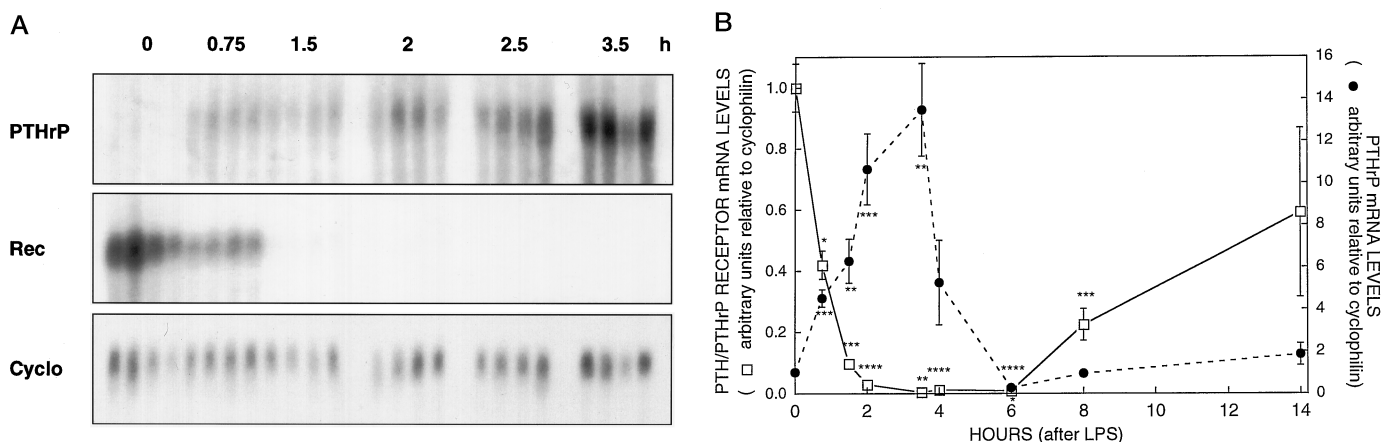 A
0 0.75 1.5 2 2.5 3.5 h
PTHrP
Rec
Cyclo
B
PTH/PTHrP RECEPTOR mRNA LEVELS
( □ arbitrary units relative to cyclophilin)
1.0
0.8
0.6
0.4
0.2
0.0
*
***
**
***
***
****
**
**
****
****
*
***
16
14
12
10
8
6
4
2
0
PTHrP mRNA LEVELS
( ● arbitrary units relative to cyclophilin)
0 2 4 6 8 10 12 14
HOURS (after LPS)